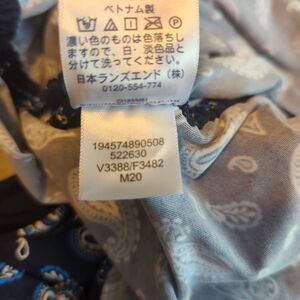 ベトナム製
濃い色のものは色落ちし
ますので、白・淡色品と
分けて洗ってください。
日本ランズエンド（株）
0120-554-774
194574890508
522630
V3388/F3482
M20